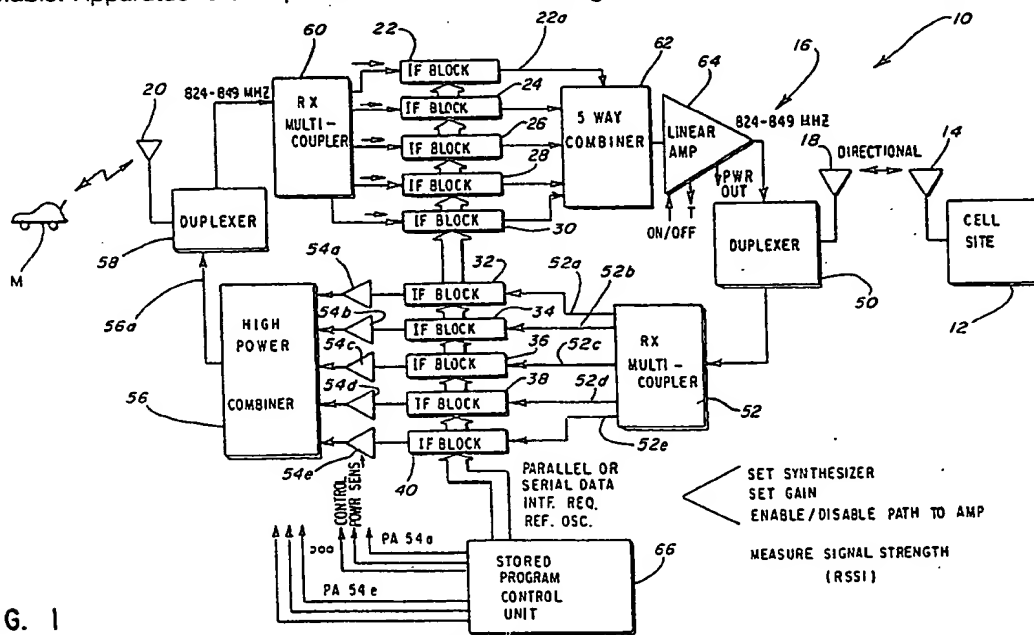 10
60
22
22a
62
64
16
20
824-849 MHZ
RX
MULTI-
COUPLER
IF BLOCK
24
IF BLOCK
26
IF BLOCK
28
IF BLOCK
IF BLOCK
30
5 WAY
COMBINER
LINEAR
AMP
824-849 MHZ
18
DIRECTIONAL
14
PWR
OUT
T
ON/OFF
M
DUPLEXER
58
DUPLEXER
50
CELL
SITE
12
54a
32
52a
52b
IF BLOCK
54b
34
IF BLOCK
56a
54c
36
52c
IF BLOCK
54d
38
52d
IF BLOCK
IF BLOCK
52e
HIGH
POWER
COMBINER
56
RX
MULTI-
COUPLER
52
54e
40
CONTROL
POWR SENS
PA 54a
PA 54e
PARALLEL OR
SERIAL DATA
INTF. REQ.
REF. OSC.
SET SYNTHESIZER
SET GAIN
ENABLE/DISABLE PATH TO AMP
MEASURE SIGNAL STRENGTH
(RSSI)
STORED
PROGRAM
CONTROL
UNIT
66
G. 1